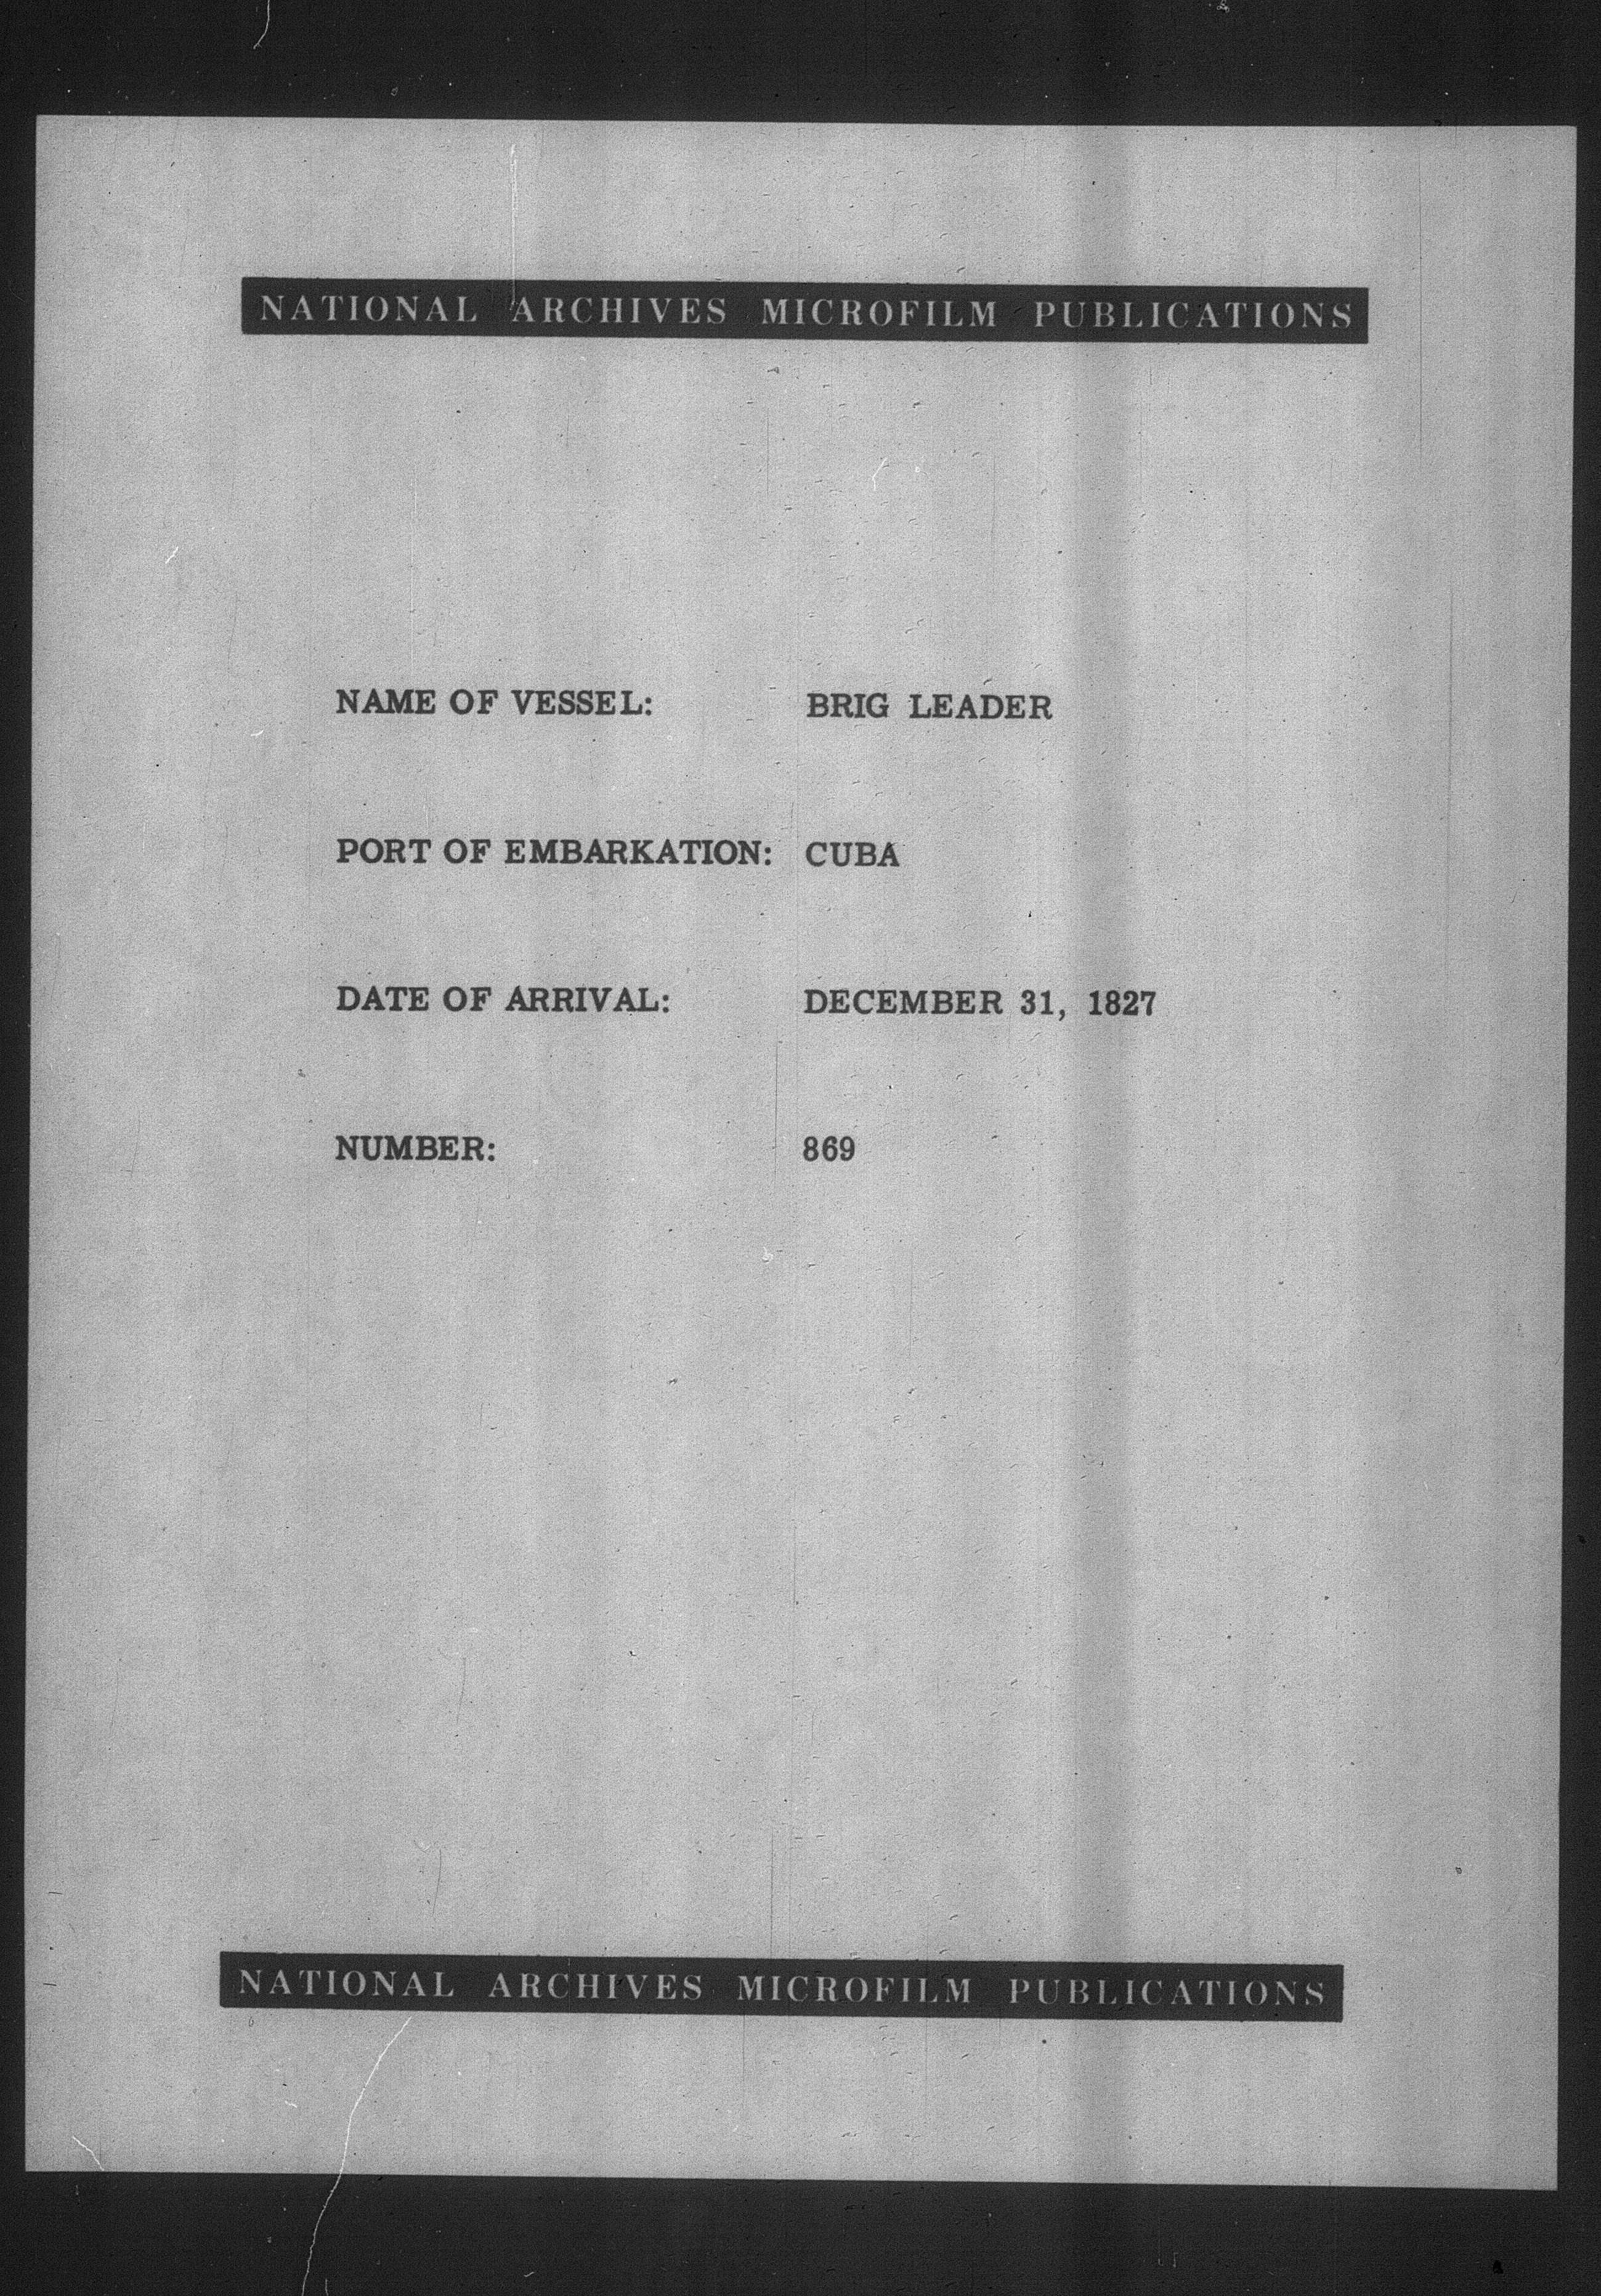 NATIONAL ARCHIVES MICROFILM PUBLICATIONS
NAME OF VESSEL: BRIG LEADER
PORT OF EMBARKATION: CUBA
DATE OF ARRIVAL: DECEMBER 31, 1827
NUMBER: 869
NATIONAL ARCHIVES MICROFILM PUBLICATIONS